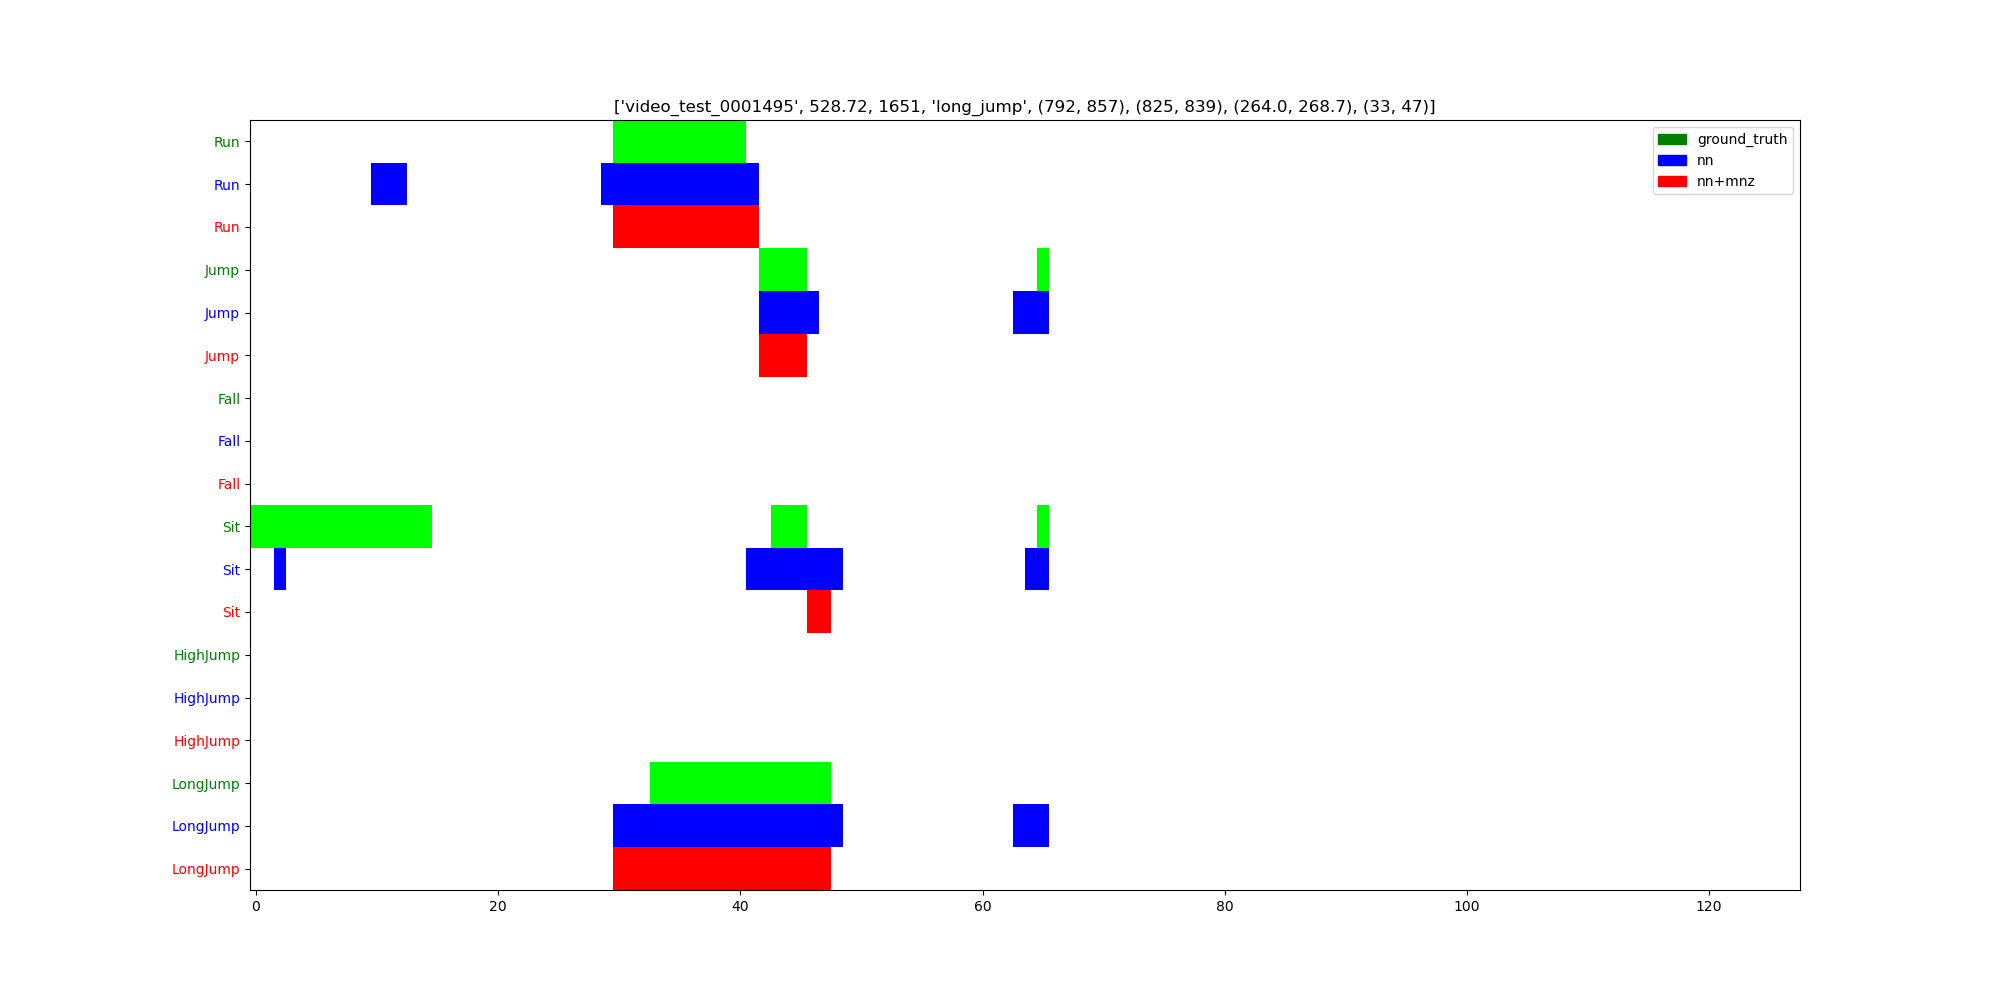 ['video_test_0001495', 528.72, 1651, 'long_jump', (792, 857), (825, 839), (264.0, 268.7), (33, 47)]
ground_truth
nn
nn+mnz
Run
Run
Run
Jump
Jump
Jump
Fall
Fall
Fall
Sit
Sit
Sit
HighJump
HighJump
HighJump
LongJump
LongJump
LongJump
0 20 40 60 80 100 120